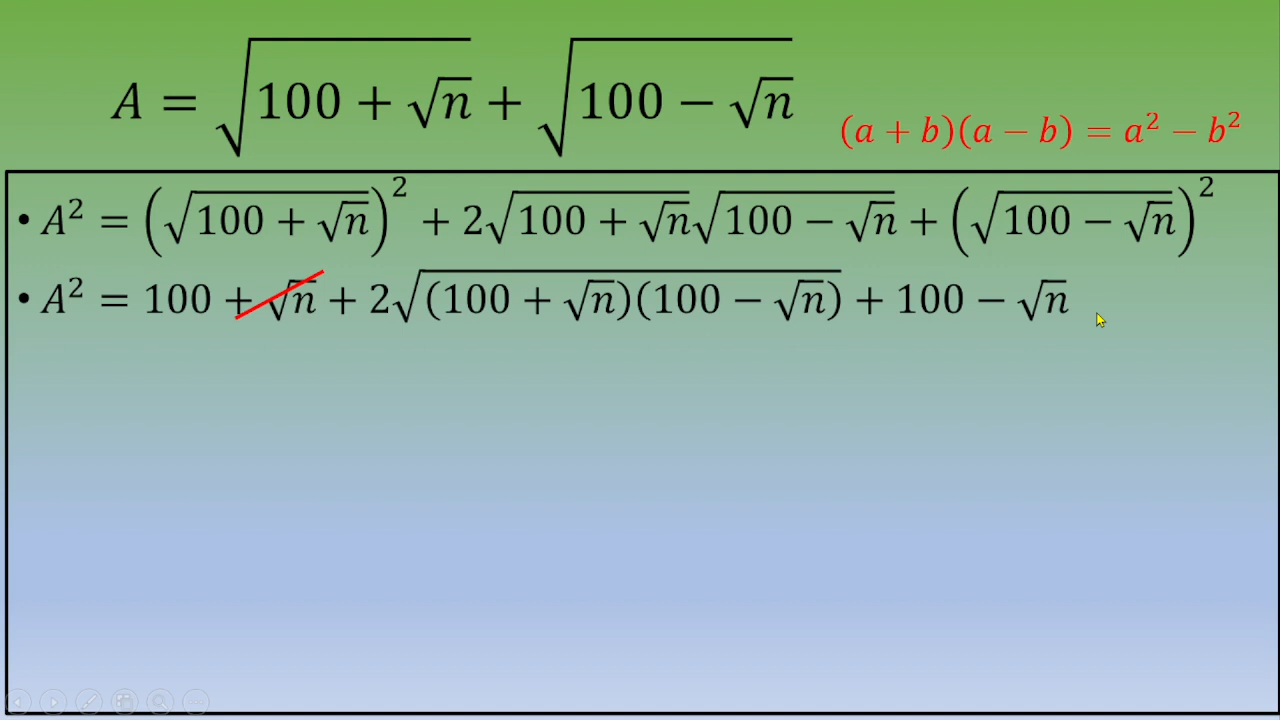 A = √(100 + √n) + √(100 − √n)
(a + b)(a − b) = a² − b²
• A² = (√(100 + √n))² + 2√(100 + √n)√(100 − √n) + (√(100 − √n))²
• A² = 100 + √n + 2√((100 + √n)(100 − √n)) + 100 − √n